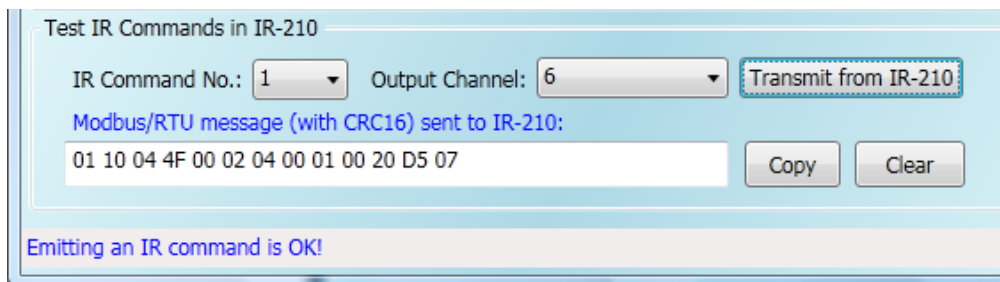 Test IR Commands in IR-210
IR Command No.: 1 Output Channel: 6 Transmit from IR-210
Modbus/RTU message (with CRC16) sent to IR-210:
01 10 04 4F 00 02 04 00 01 00 20 D5 07 Copy Clear
Emitting an IR command is OK!